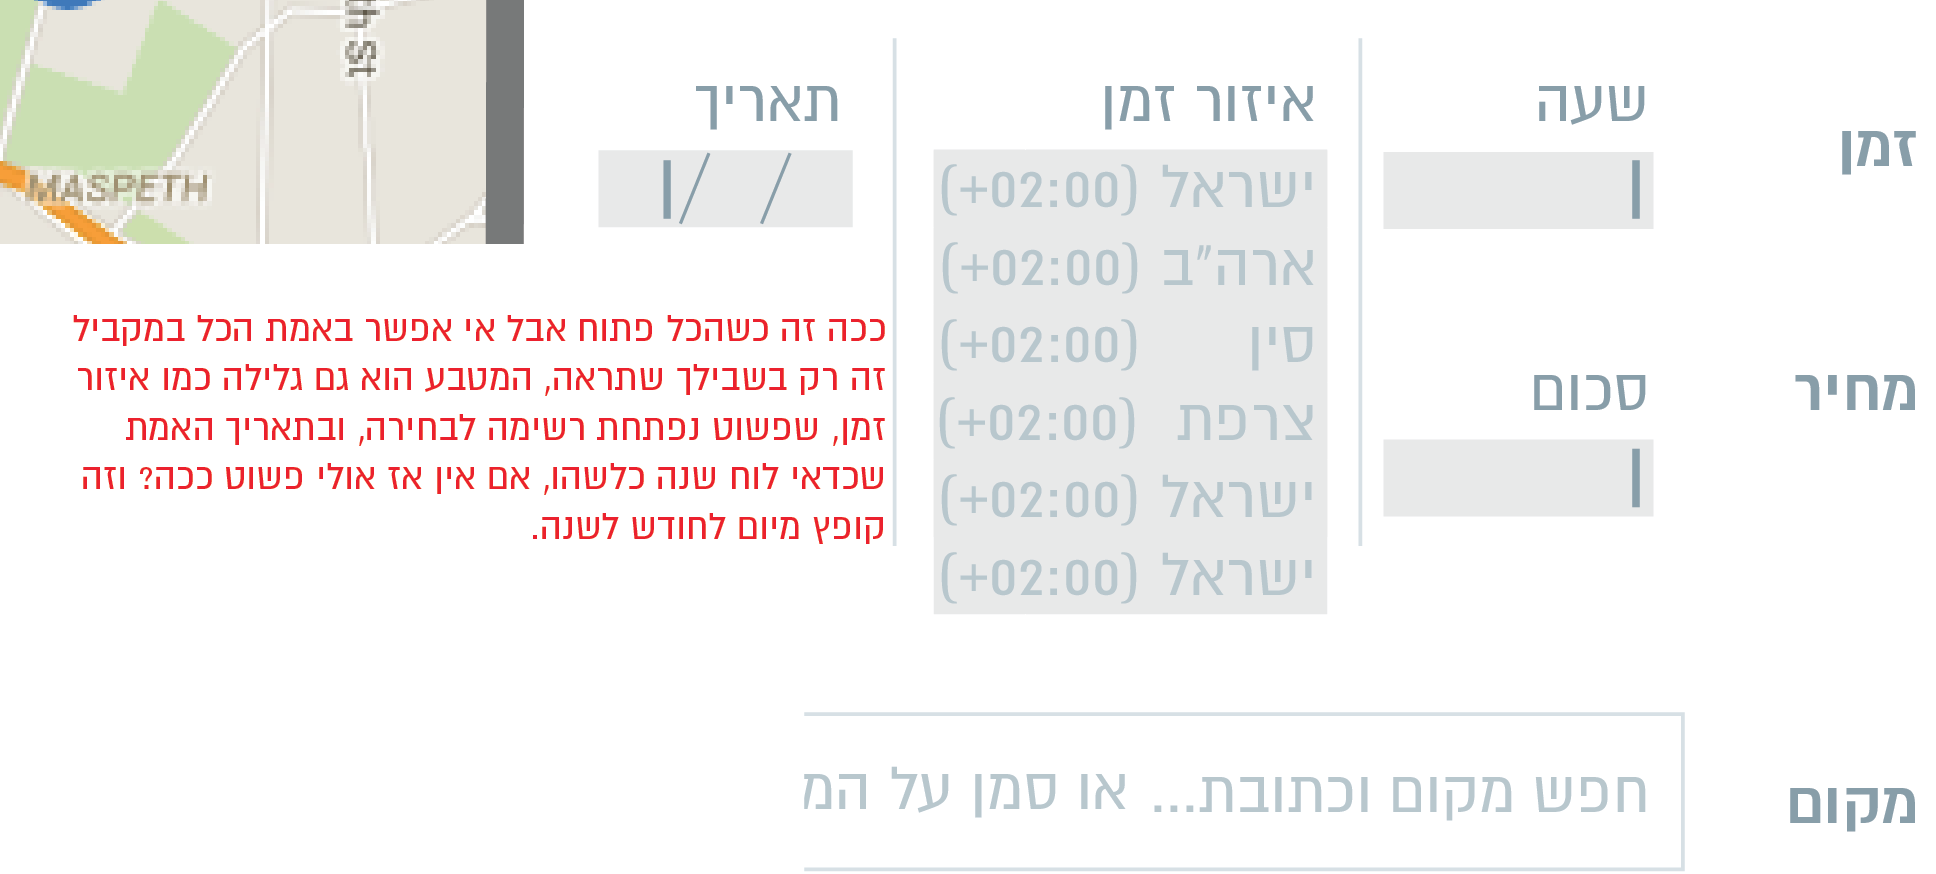 זמן
שעה
איזור זמן
תאריך
/ /
ישראל (+02:00)
ארה"ב (+02:00)
סין (+02:00)
צרפת (+02:00)
ישראל (+02:00)
ישראל (+02:00)
מחיר
סכום
ככה זה כשהכל פתוח אבל אי אפשר באמת הכל במקביל
זה רק בשבילך שתראה, המטבע הוא גם גלילה כמו איזור
זמן, שפשוט נפתחת רשימה לבחירה, ובתאריך האמת
שכדאי לוח שנה כלשהו, אם אין אז אולי פשוט ככה? וזה
קופץ מיום לחודש לשנה.
מקום
חפש מקום וכתובת... או סמן על המ
MASPETH
St